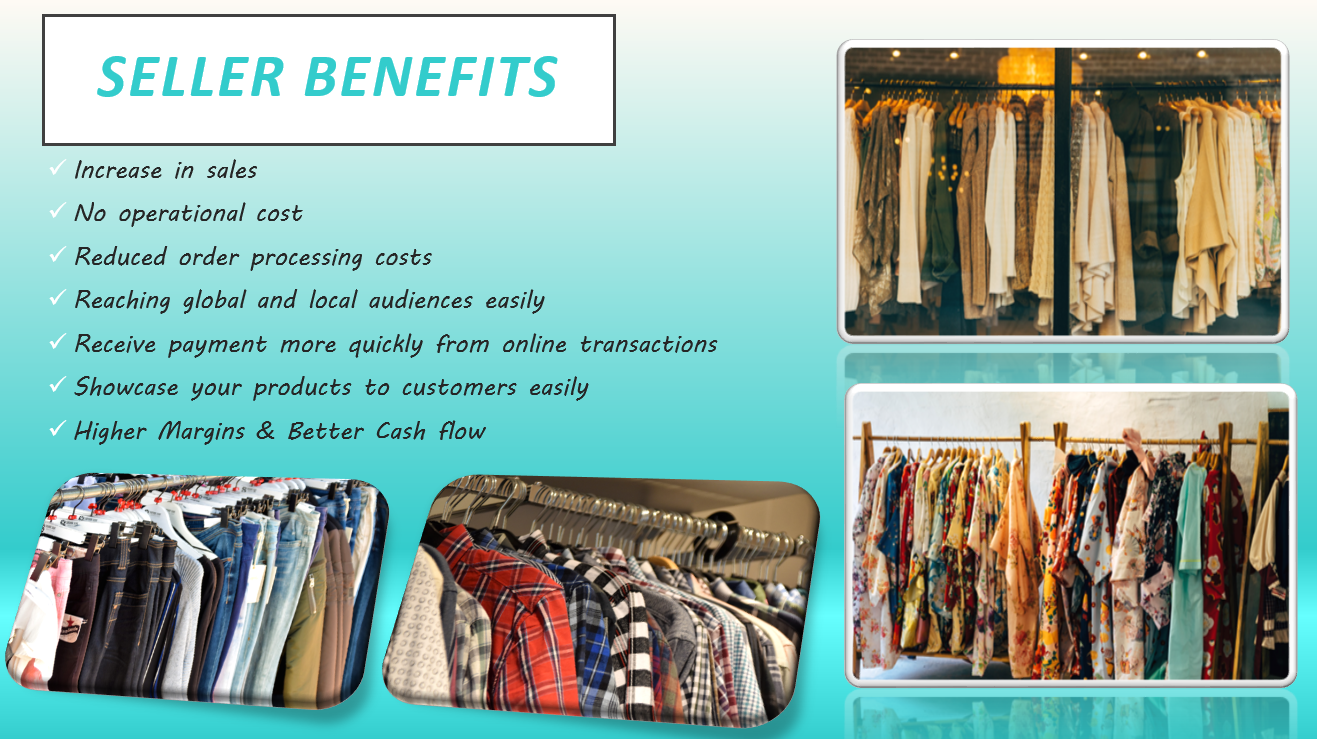 SELLER BENEFITS
✓ Increase in sales
✓ No operational cost
✓ Reduced order processing costs
✓ Reaching global and local audiences easily
✓ Receive payment more quickly from online transactions
✓ Showcase your products to customers easily
✓ Higher Margins & Better Cash flow